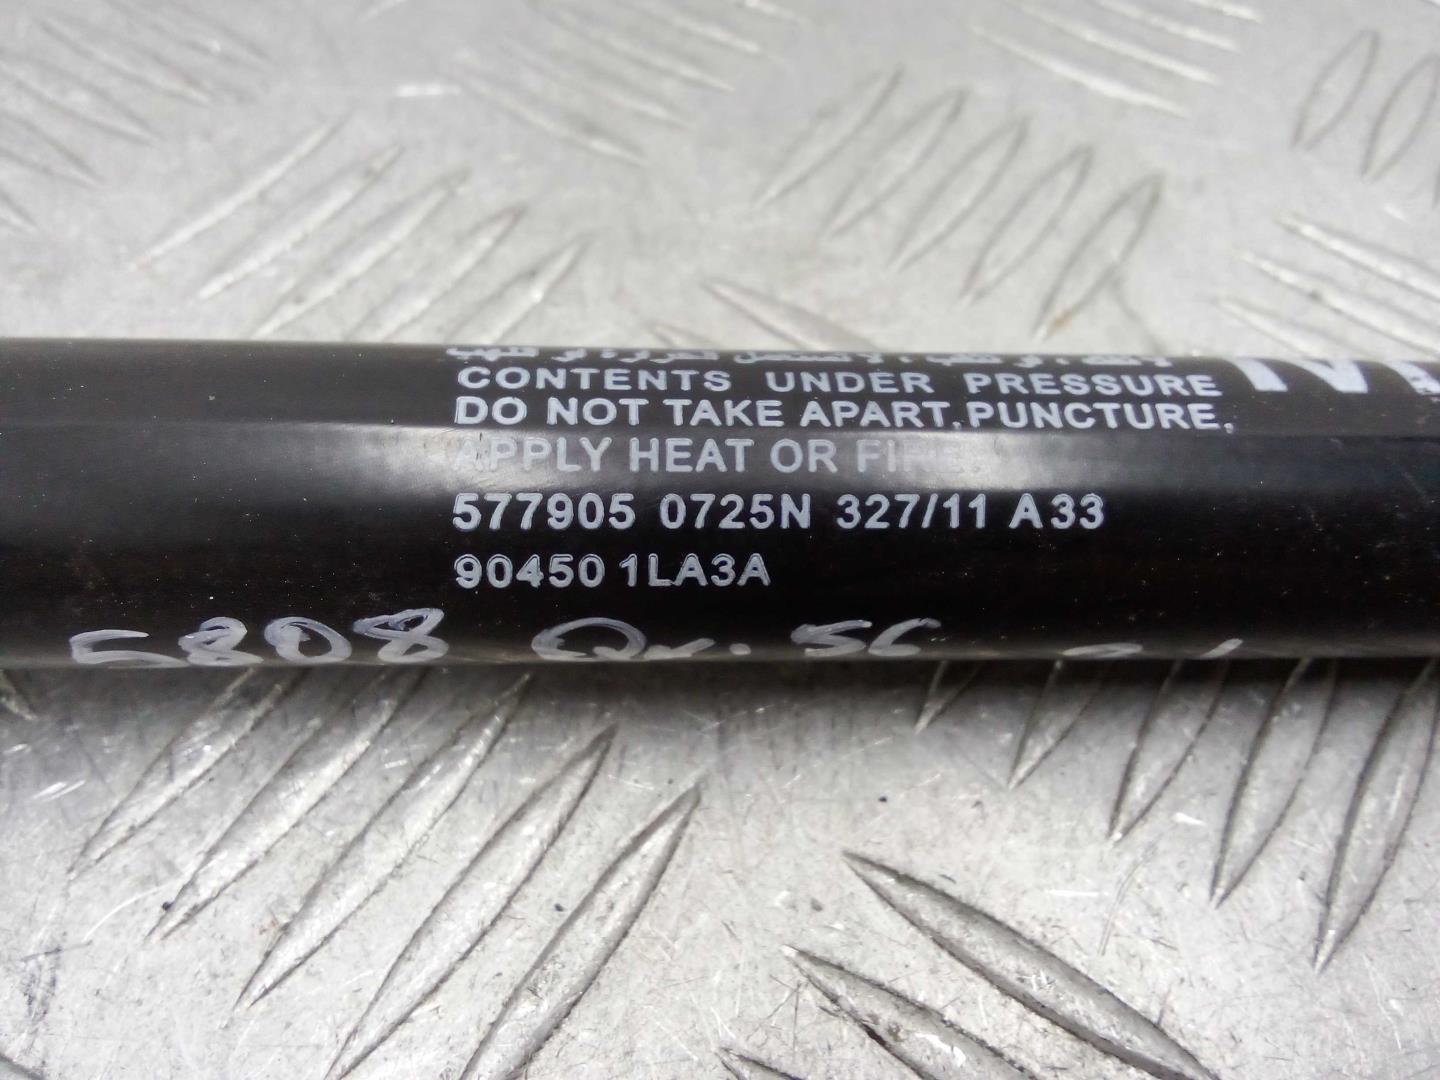 CONTENTS UNDER PRESSURE
DO NOT TAKE APART, PUNCTURE,
APPLY HEAT OR FIRE.
577905 0725N 327/11 A33
90450 1LA3A
5808